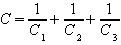 C = 1/C₁ + 1/C₂ + 1/C₃